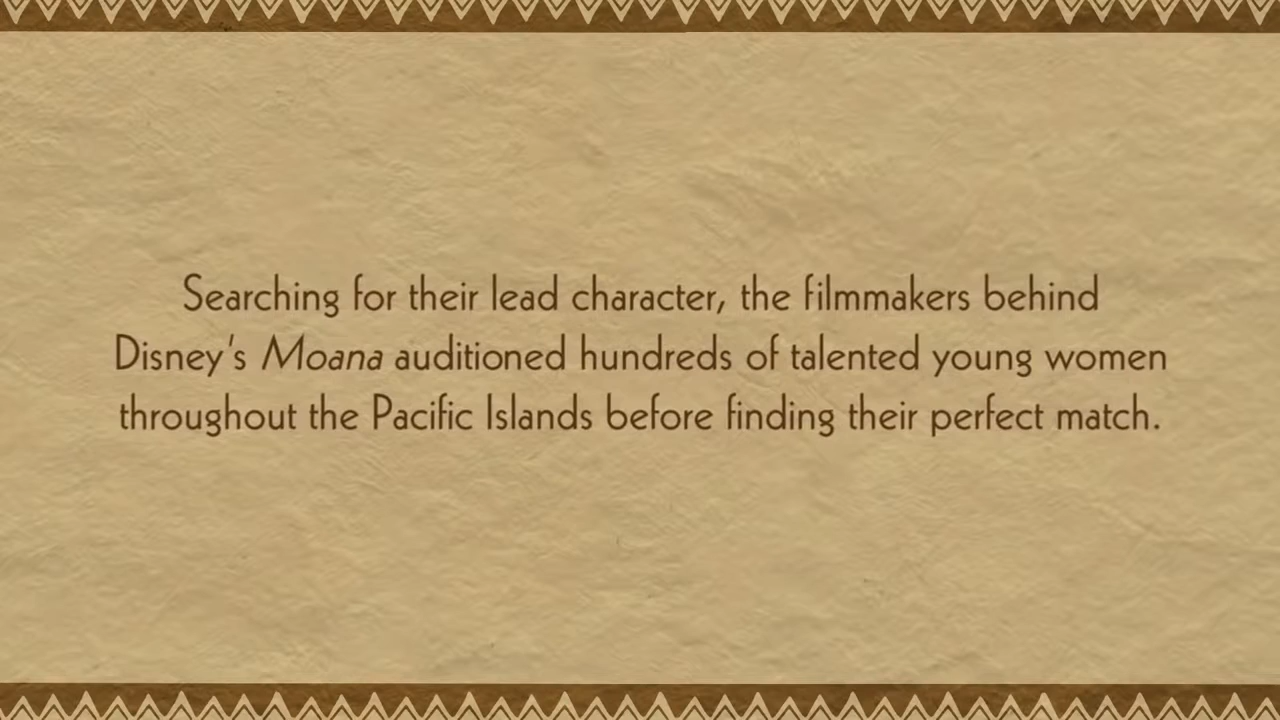 Searching for their lead character, the filmmakers behind
Disney's Moana auditioned hundreds of talented young women
throughout the Pacific Islands before finding their perfect match.